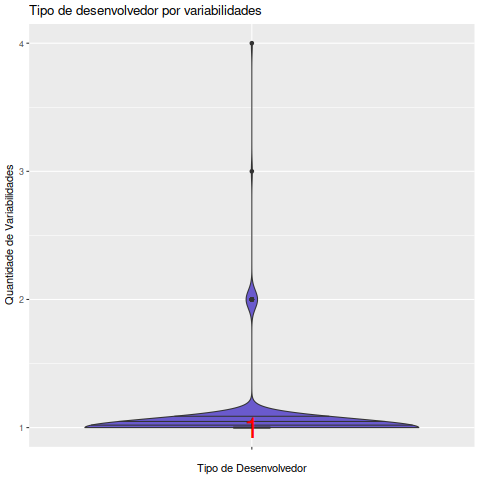 Tipo de desenvolvedor por variabilidades
Quantidade de Variabilidades
4
3
2
1
Tipo de Desenvolvedor